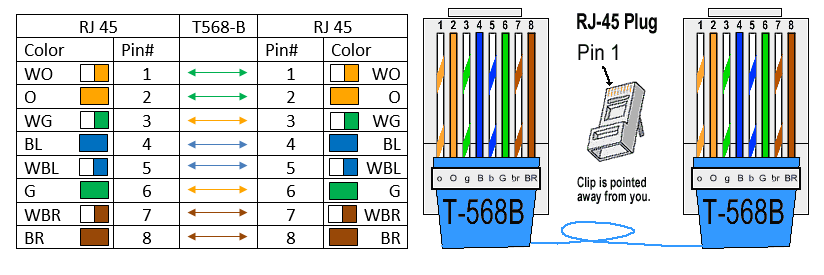 RJ 45 T568-B RJ 45
Color Pin# Pin# Color
WO 1 1 WO
O 2 2 O
WG 3 3 WG
BL 4 4 BL
WBL 5 5 WBL
G 6 6 G
WBR 7 7 WBR
BR 8 8 BR
1 2 3 4 5 6 7 8
o O g B b G br BR
T-568B
RJ-45 Plug
Pin 1
Clip is pointed
away from you.
1 2 3 4 5 6 7 8
o O g B b G br BR
T-568B